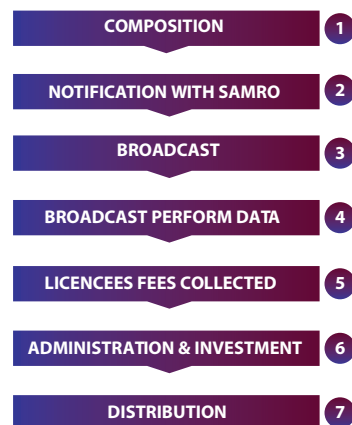 COMPOSITION 1
NOTIFICATION WITH SAMRO 2
BROADCAST 3
BROADCAST PERFORM DATA 4
LICENCEES FEES COLLECTED 5
ADMINISTRATION & INVESTMENT 6
DISTRIBUTION 7